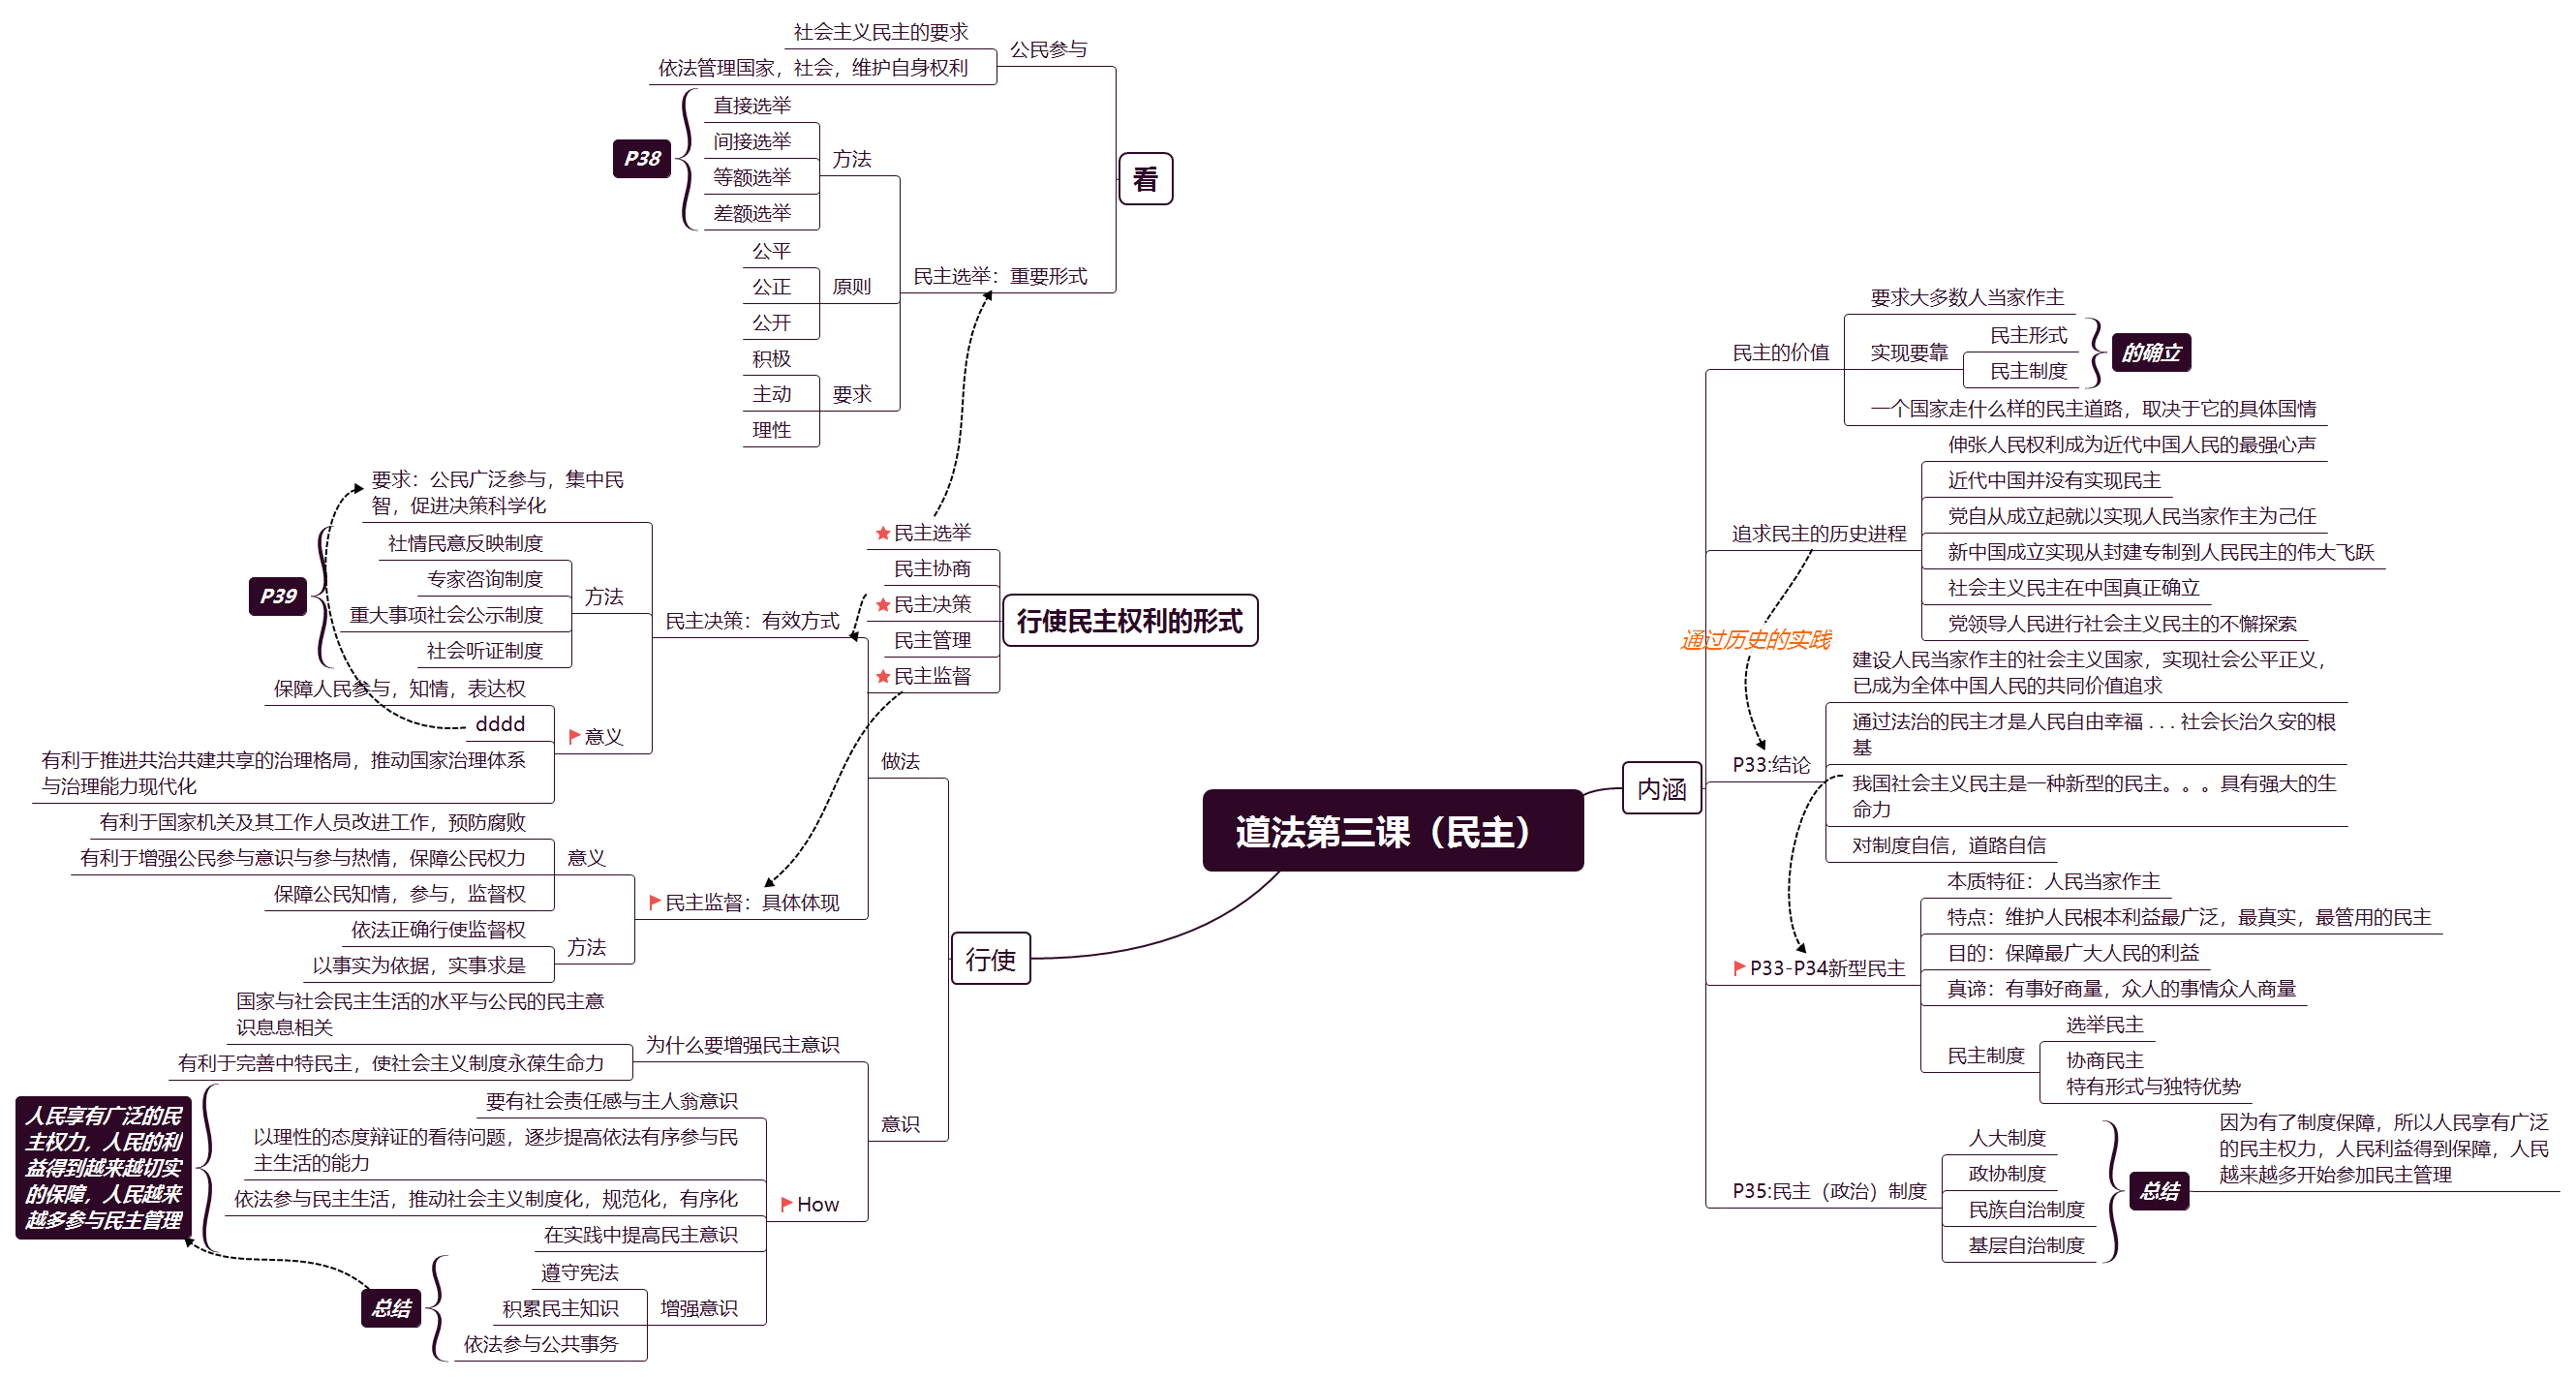 道法第三课（民主）
内涵
民主的价值
要求大多数人当家作主
实现要靠
民主形式
民主制度
的确立
一个国家走什么样的民主道路，取决于它的具体国情
追求民主的历史进程
伸张人民权利成为近代中国人民的最强心声
近代中国并没有实现民主
党自从成立起就以实现人民当家作主为己任
新中国成立实现从封建专制到人民民主的伟大飞跃
社会主义民主在中国真正确立
党领导人民进行社会主义民主的不懈探索
通过历史的实践
P33:结论
建设人民当家作主的社会主义国家，实现社会公平正义，
已成为全体中国人民的共同价值追求
通过法治的民主才是人民自由幸福 . . . 社会长治久安的根
基
我国社会主义民主是一种新型的民主。。。具有强大的生
命力
对制度自信，道路自信
P33-P34新型民主
本质特征：人民当家作主
特点：维护人民根本利益最广泛，最真实，最管用的民主
目的：保障最广大人民的利益
真谛：有事好商量，众人的事情众人商量
民主制度
选举民主
协商民主
特有形式与独特优势
P35:民主（政治）制度
人大制度
政协制度
民族自治制度
基层自治制度
总结
因为有了制度保障，所以人民享有广泛
的民主权力，人民利益得到保障，人民
越来越多开始参加民主管理
行使
做法
民主决策：有效方式
要求：公民广泛参与，集中民
智，促进决策科学化
方法
社情民意反映制度
专家咨询制度
重大事项社会公示制度
社会听证制度
P39
意义
保障人民参与，知情，表达权
dddd
有利于推进共治共建共享的治理格局，推动国家治理体系
与治理能力现代化
民主监督：具体体现
意义
有利于国家机关及其工作人员改进工作，预防腐败
有利于增强公民参与意识与参与热情，保障公民权力
保障公民知情，参与，监督权
方法
依法正确行使监督权
以事实为依据，实事求是
意识
为什么要增强民主意识
国家与社会民主生活的水平与公民的民主意
识息息相关
有利于完善中特民主，使社会主义制度永葆生命力
How
要有社会责任感与主人翁意识
以理性的态度辩证的看待问题，逐步提高依法有序参与民
主生活的能力
依法参与民主生活，推动社会主义制度化，规范化，有序化
在实践中提高民主意识
增强意识
遵守宪法
积累民主知识
依法参与公共事务
总结
人民享有广泛的民
主权力，人民的利
益得到越来越切实
的保障，人民越来
越多参与民主管理
行使民主权利的形式
民主选举
民主协商
民主决策
民主管理
民主监督
看
公民参与
社会主义民主的要求
依法管理国家，社会，维护自身权利
民主选举：重要形式
方法
直接选举
间接选举
等额选举
差额选举
P38
原则
公平
公正
公开
要求
积极
主动
理性